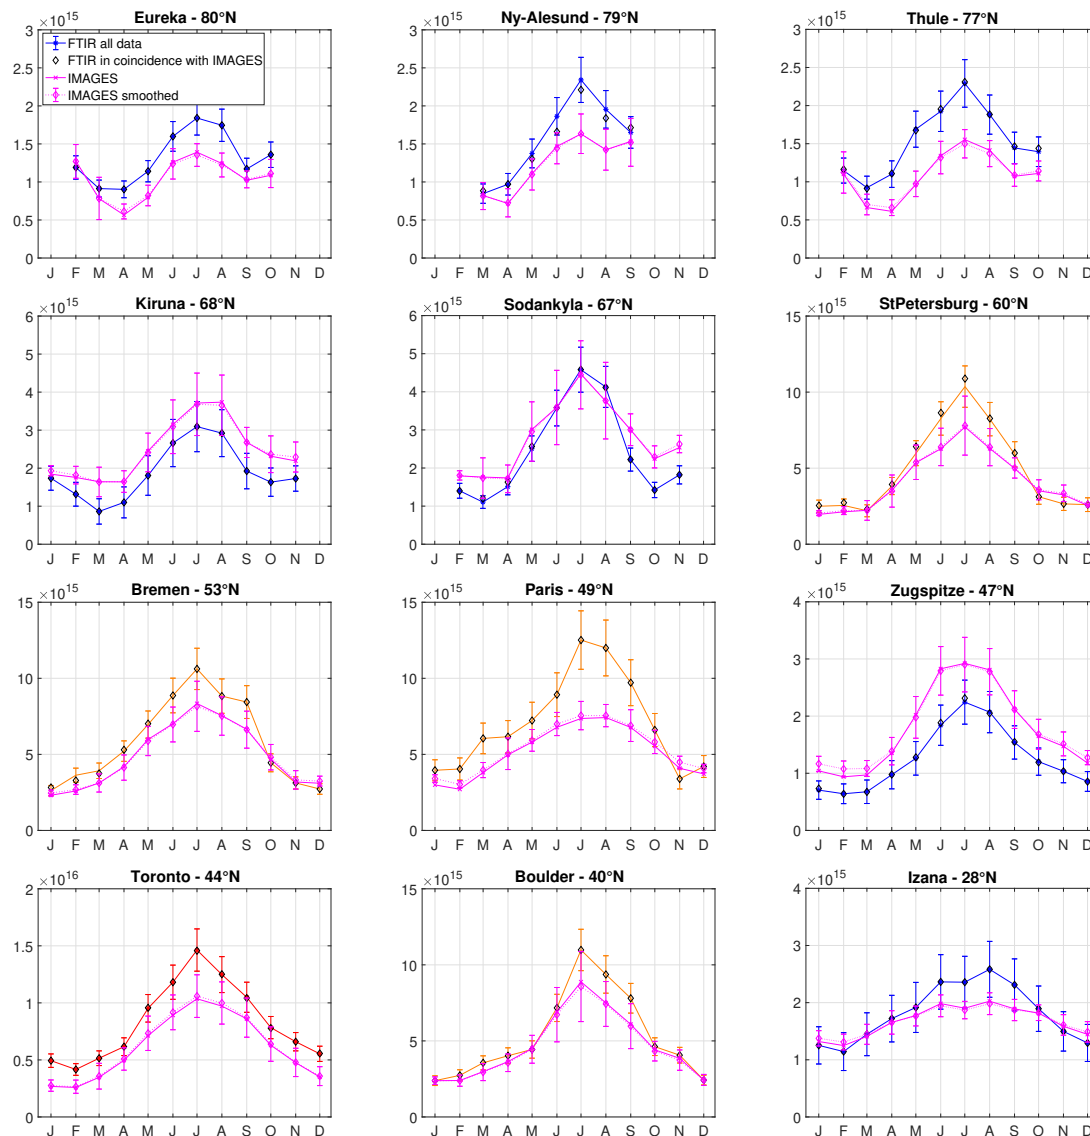 Eureka - 80°N
×10^15
3
2.5
2
1.5
1
0.5
0
FTIR all data
FTIR in coincidence with IMAGES
IMAGES
IMAGES smoothed
J F M A M J J A S O N D
Ny-Alesund - 79°N
×10^15
3
2.5
2
1.5
1
0.5
0
J F M A M J J A S O N D
Thule - 77°N
×10^15
3
2.5
2
1.5
1
0.5
0
J F M A M J J A S O N D
Kiruna - 68°N
×10^15
6
5
4
3
2
1
0
J F M A M J J A S O N D
Sodankyla - 67°N
×10^15
6
5
4
3
2
1
0
J F M A M J J A S O N D
StPetersburg - 60°N
×10^15
15
10
5
0
J F M A M J J A S O N D
Bremen - 53°N
×10^15
15
10
5
0
J F M A M J J A S O N D
Paris - 49°N
×10^15
15
10
5
0
J F M A M J J A S O N D
Zugspitze - 47°N
×10^15
4
3
2
1
0
J F M A M J J A S O N D
Toronto - 44°N
×10^16
2
1.5
1
0.5
0
J F M A M J J A S O N D
Boulder - 40°N
×10^15
15
10
5
0
J F M A M J J A S O N D
Izana - 28°N
×10^15
4
3
2
1
0
J F M A M J J A S O N D